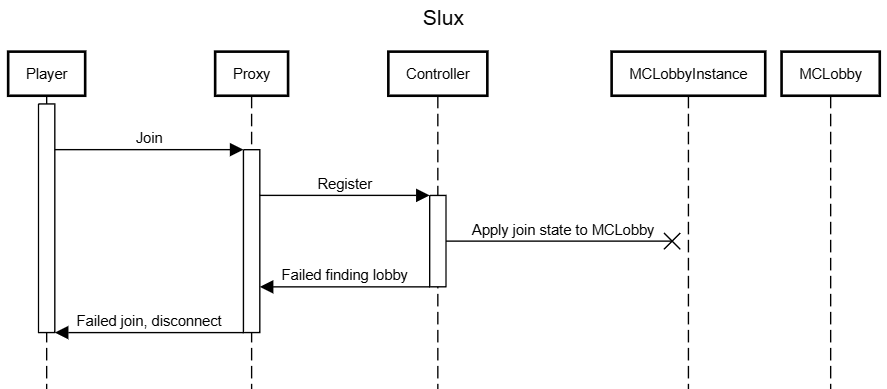 Slux
Player
Proxy
Controller
MCLobbyInstance
MCLobby
Join
Register
Apply join state to MCLobby
Failed finding lobby
Failed join, disconnect